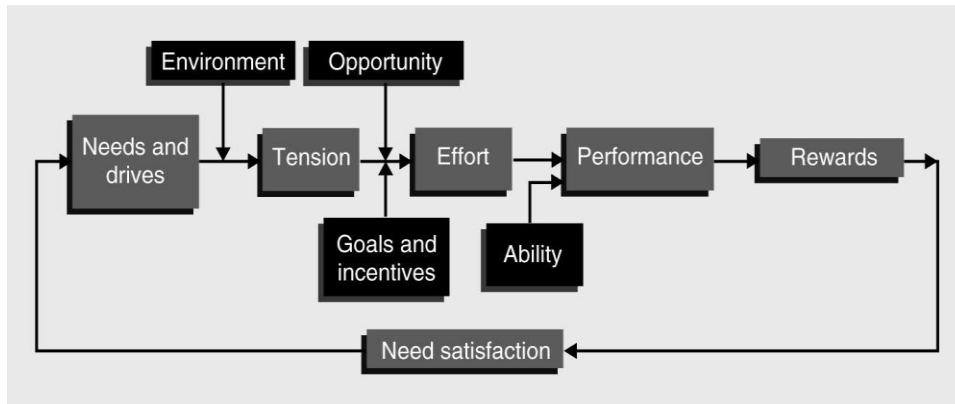 Environment
Opportunity
Needs and
drives
Tension
Effort
Performance
Rewards
Goals and
incentives
Ability
Need satisfaction